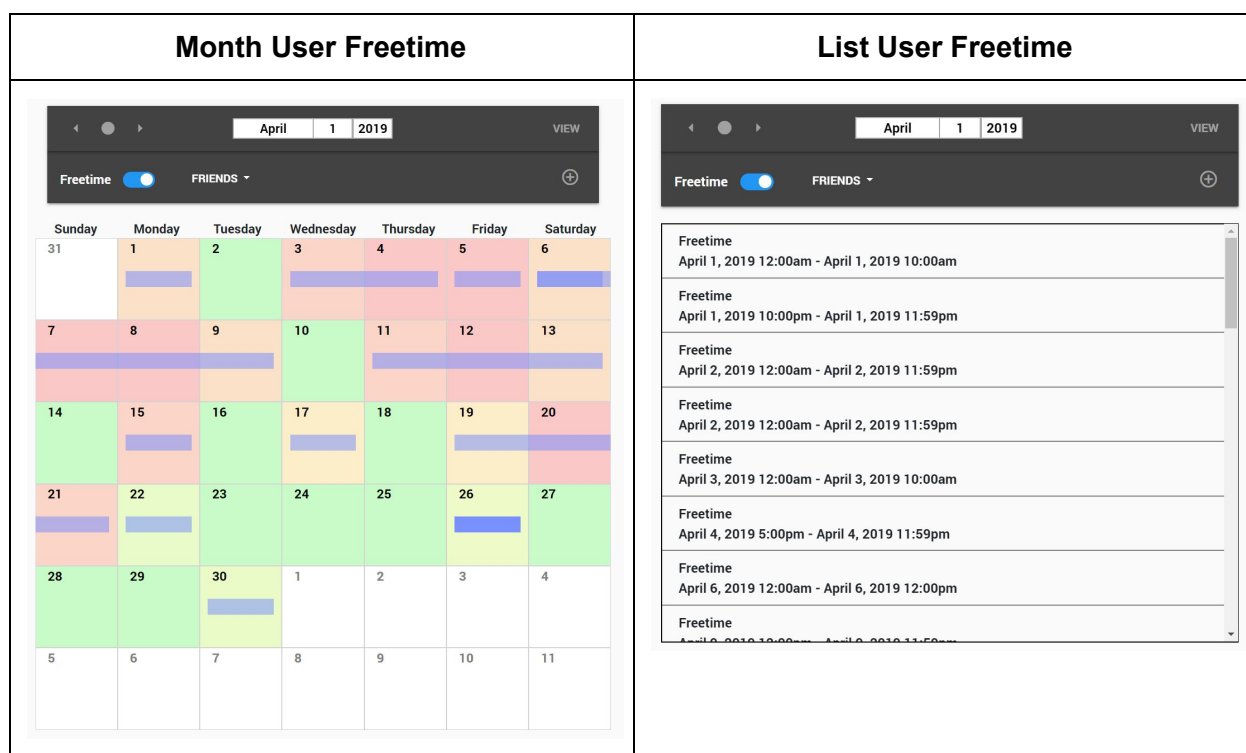 Month User Freetime
List User Freetime
April 1 2019 VIEW
Freetime FRIENDS
Sunday Monday Tuesday Wednesday Thursday Friday Saturday
31 1 2 3 4 5 6
7 8 9 10 11 12 13
14 15 16 17 18 19 20
21 22 23 24 25 26 27
28 29 30 1 2 3 4
5 6 7 8 9 10 11
April 1 2019 VIEW
Freetime FRIENDS
Freetime
April 1, 2019 12:00am - April 1, 2019 10:00am
Freetime
April 1, 2019 10:00pm - April 1, 2019 11:59pm
Freetime
April 2, 2019 12:00am - April 2, 2019 11:59pm
Freetime
April 2, 2019 12:00am - April 2, 2019 11:59pm
Freetime
April 3, 2019 12:00am - April 3, 2019 10:00am
Freetime
April 4, 2019 5:00pm - April 4, 2019 11:59pm
Freetime
April 6, 2019 12:00am - April 6, 2019 12:00pm
Freetime